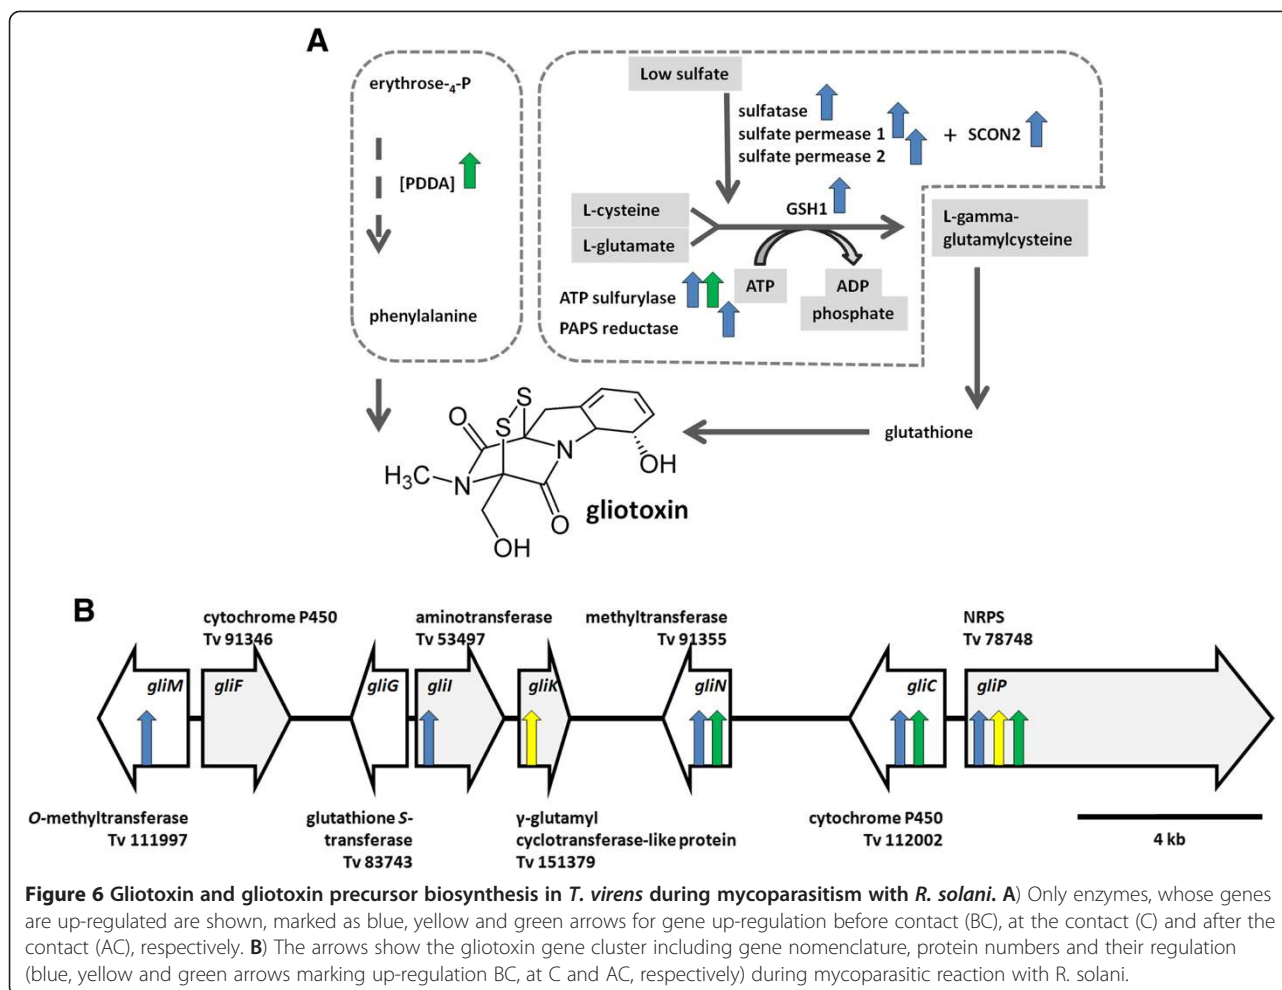 A
erythrose-4-P
[PDDA]
phenylalanine
Low sulfate
sulfatase
sulfate permease 1
sulfate permease 2
+ SCON2
L-cysteine
L-glutamate
GSH1
L-gamma-
glutamylcysteine
ATP sulfurylase
PAPS reductase
ATP
ADP
phosphate
glutathione
S
S
O
N
OH
H₃C
N
O
OH
gliotoxin
B
cytochrome P450
Tv 91346
aminotransferase
Tv 53497
methyltransferase
Tv 91355
NRPS
Tv 78748
gliM
gliF
gliG
gliI
gliK
gliN
gliC
gliP
O-methyltransferase
Tv 111997
glutathione S-
transferase
Tv 83743
γ-glutamyl
cyclotransferase-like protein
Tv 151379
cytochrome P450
Tv 112002
4 kb
Figure 6 Gliotoxin and gliotoxin precursor biosynthesis in T. virens during mycoparasitism with R. solani. A) Only enzymes, whose genes
are up-regulated are shown, marked as blue, yellow and green arrows for gene up-regulation before contact (BC), at the contact (C) and after the
contact (AC), respectively. B) The arrows show the gliotoxin gene cluster including gene nomenclature, protein numbers and their regulation
(blue, yellow and green arrows marking up-regulation BC, at C and AC, respectively) during mycoparasitic reaction with R. solani.